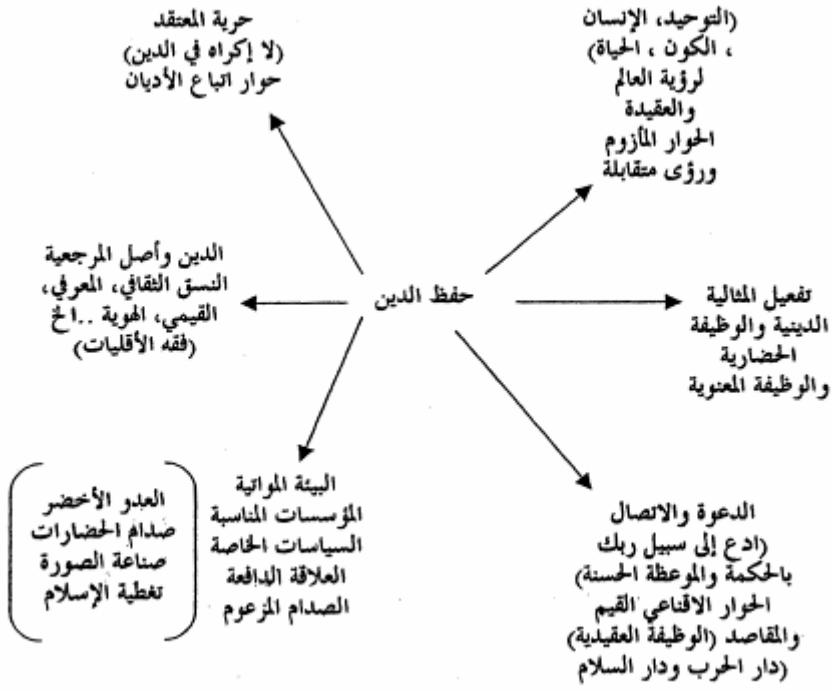 (التوحيد، الإنسان
، الكون ، الحياة)
لرؤية العالم
والعقيدة
الحوار المأزوم
ورؤى متقابلة
حرية المعتقد
(لا إكراه في الدين)
حوار اتباع الأديان
حفظ الدين
تفعيل المثالية
الدينية والوظيفة
الحضارية
والوظيفة المعنوية
الدين وأصل المرجعية
النسق الثقافي، المعرفي،
القيمي، الهوية ..الخ
(فقه الأقليات)
الدعوة والاتصال
(ادع إلى سبيل ربك
بالحكمة والموعظة الحسنة)
الحوار الاقناعي القيم
والمقاصد (الوظيفة العقيدية)
(دار الحرب ودار السلام
البيئة المواتية
المؤسسات المناسبة
السياسات الخاصة
العلاقة الدافعة
الصدام المزعوم
العدو الأخضر
صدام الحضارات
صناعة الصورة
تغطية الإسلام